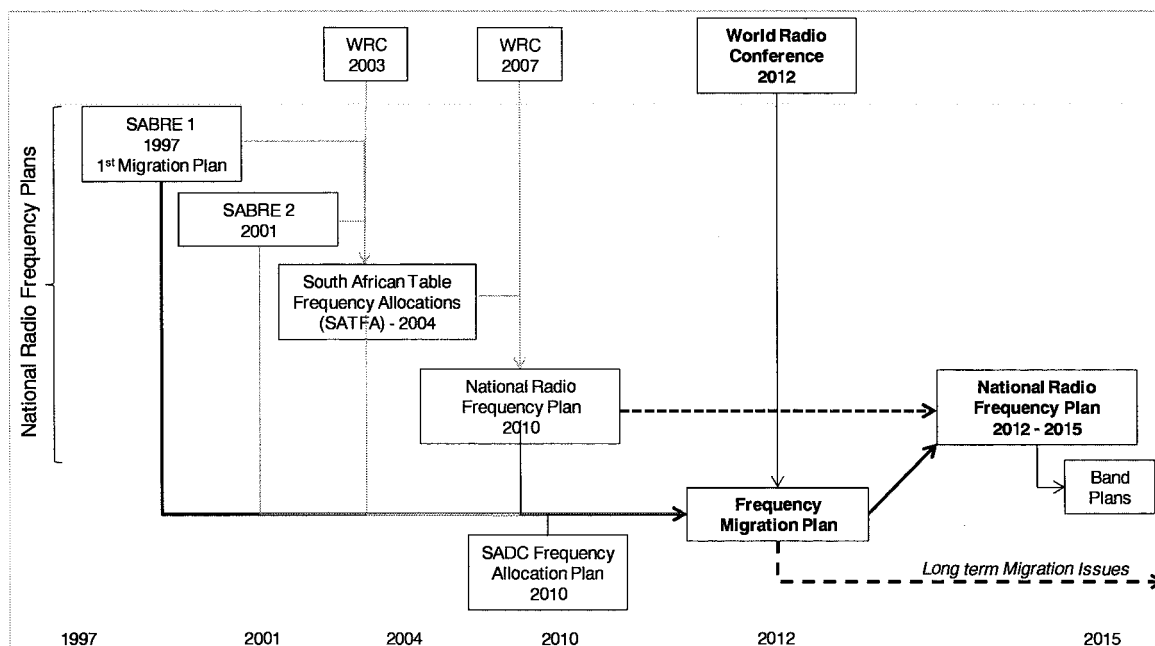 WRC
2003
WRC
2007
World Radio
Conference
2012
National Radio Frequency Plans
SABRE 1
1997
1st Migration Plan
SABRE 2
2001
South African Table
Frequency Allocations
(SATFA) - 2004
National Radio
Frequency Plan
2010
National Radio
Frequency Plan
2012 - 2015
Band
Plans
Frequency
Migration Plan
SADC Frequency
Allocation Plan
2010
Long term Migration Issues
1997
2001
2004
2010
2012
2015